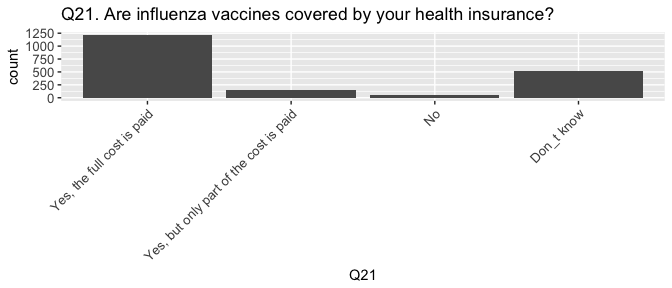 Q21. Are influenza vaccines covered by your health insurance?
count
1250
1000
750
500
250
0
Yes, the full cost is paid
Yes, but only part of the cost is paid
No
Don_t know
Q21